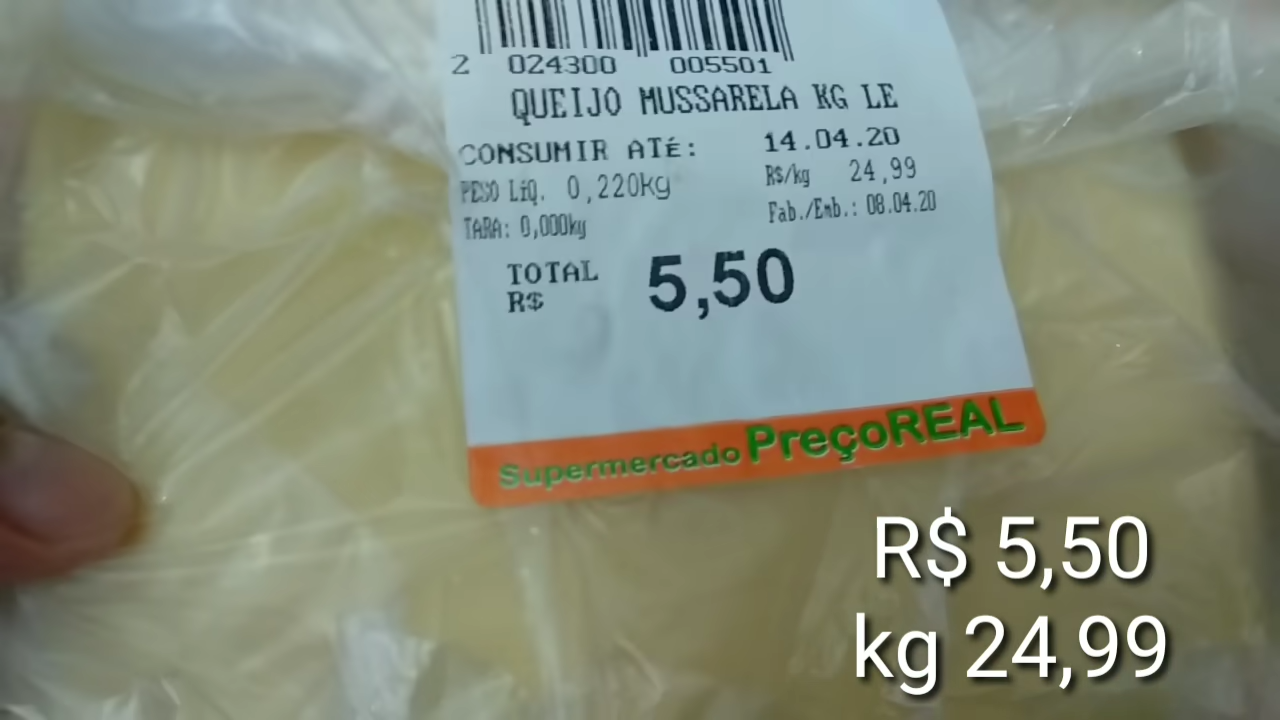 2 024300 005501
QUEIJO MUSSARELA KG LE
CONSUMIR ATÉ: 14.04.20
PESO LÍQ. 0,220kg R$/kg 24,99
TARA: 0,000kg Fab./Emb.: 08.04.20
TOTAL
R$ 5,50
Supermercado PreçoREAL
R$ 5,50
kg 24,99